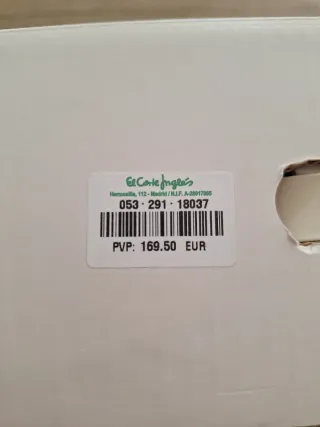 El Corte Inglés
Hermosilla, 112 - Madrid / N.I.F. A-28017895
053 · 291 · 18037
PVP: 169.50 EUR